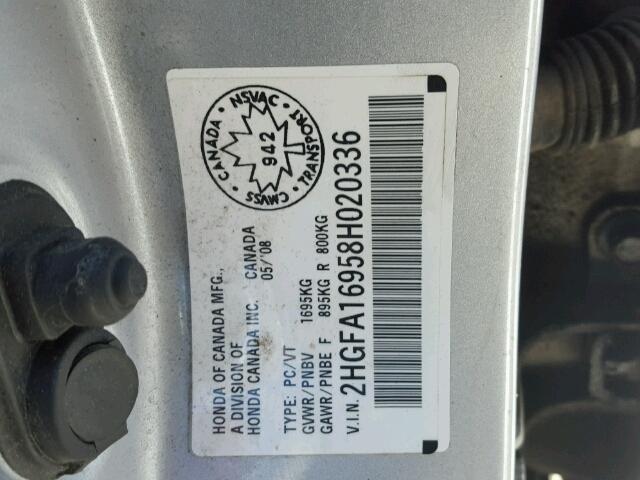 HONDA OF CANADA MFG.,
A DIVISION OF
HONDA CANADA INC. CANADA
05/'08
TYPE: PC/VT
GVWR/PNBV 1695KG
GAWR/PNBE F 895KG R 800KG
V.I.N. 2HGFA16958H020336
CANADA · NSVAC · TRANSPORT · CMVSS ·
942